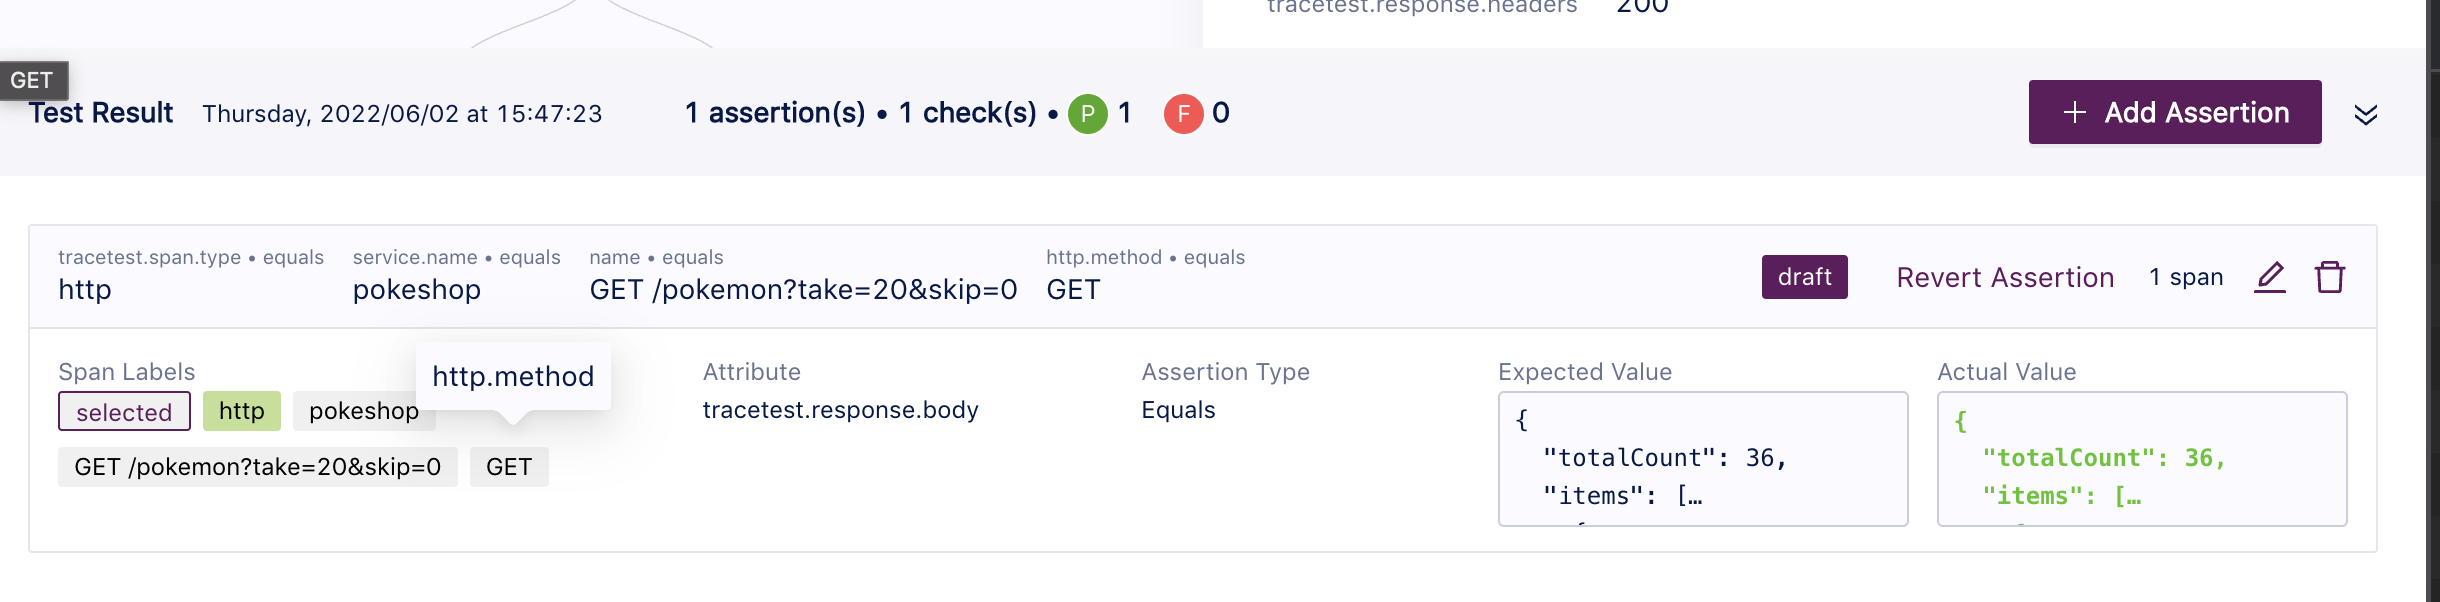 tracetest.response.headers 200
GET
Test Result Thursday, 2022/06/02 at 15:47:23 1 assertion(s) • 1 check(s) • P 1 F 0
+ Add Assertion
tracetest.span.type • equals service.name • equals name • equals http.method • equals
http pokeshop GET /pokemon?take=20&skip=0 GET
draft Revert Assertion 1 span
Span Labels http.method Attribute Assertion Type Expected Value Actual Value
selected http pokeshop tracetest.response.body Equals
GET /pokemon?take=20&skip=0 GET
{
"totalCount": 36,
"items": […
{
"totalCount": 36,
"items": […